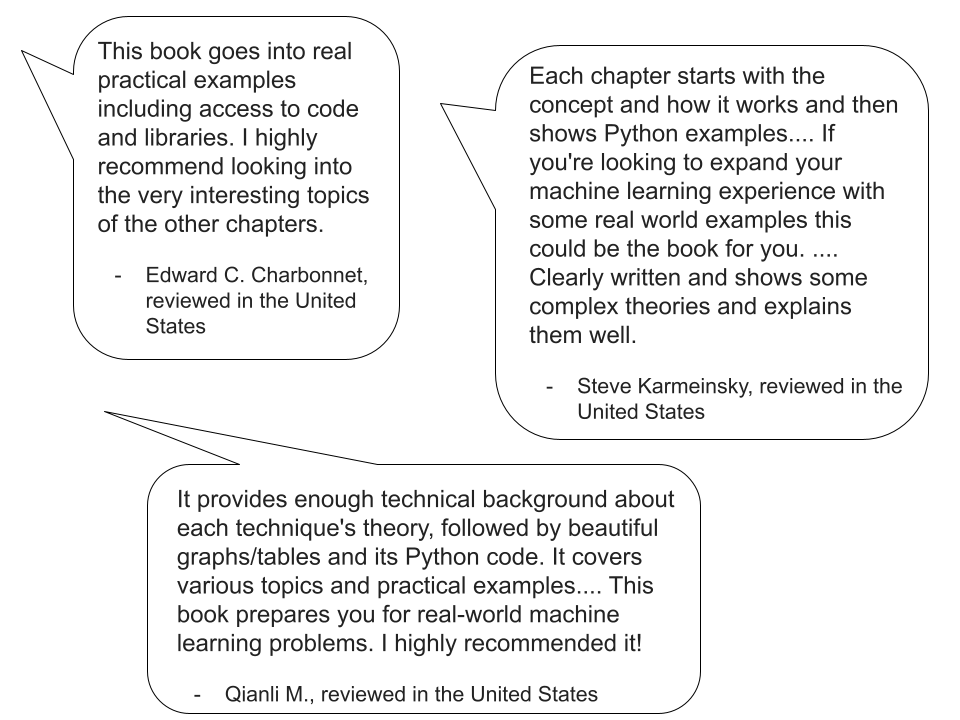 This book goes into real
practical examples
including access to code
and libraries. I highly
recommend looking into
the very interesting topics
of the other chapters.
- Edward C. Charbonnet,
reviewed in the United
States
Each chapter starts with the
concept and how it works and then
shows Python examples.... If
you're looking to expand your
machine learning experience with
some real world examples this
could be the book for you. ....
Clearly written and shows some
complex theories and explains
them well.
- Steve Karmeinsky, reviewed in the
United States
It provides enough technical background about
each technique's theory, followed by beautiful
graphs/tables and its Python code. It covers
various topics and practical examples.... This
book prepares you for real-world machine
learning problems. I highly recommended it!
- Qianli M., reviewed in the United States